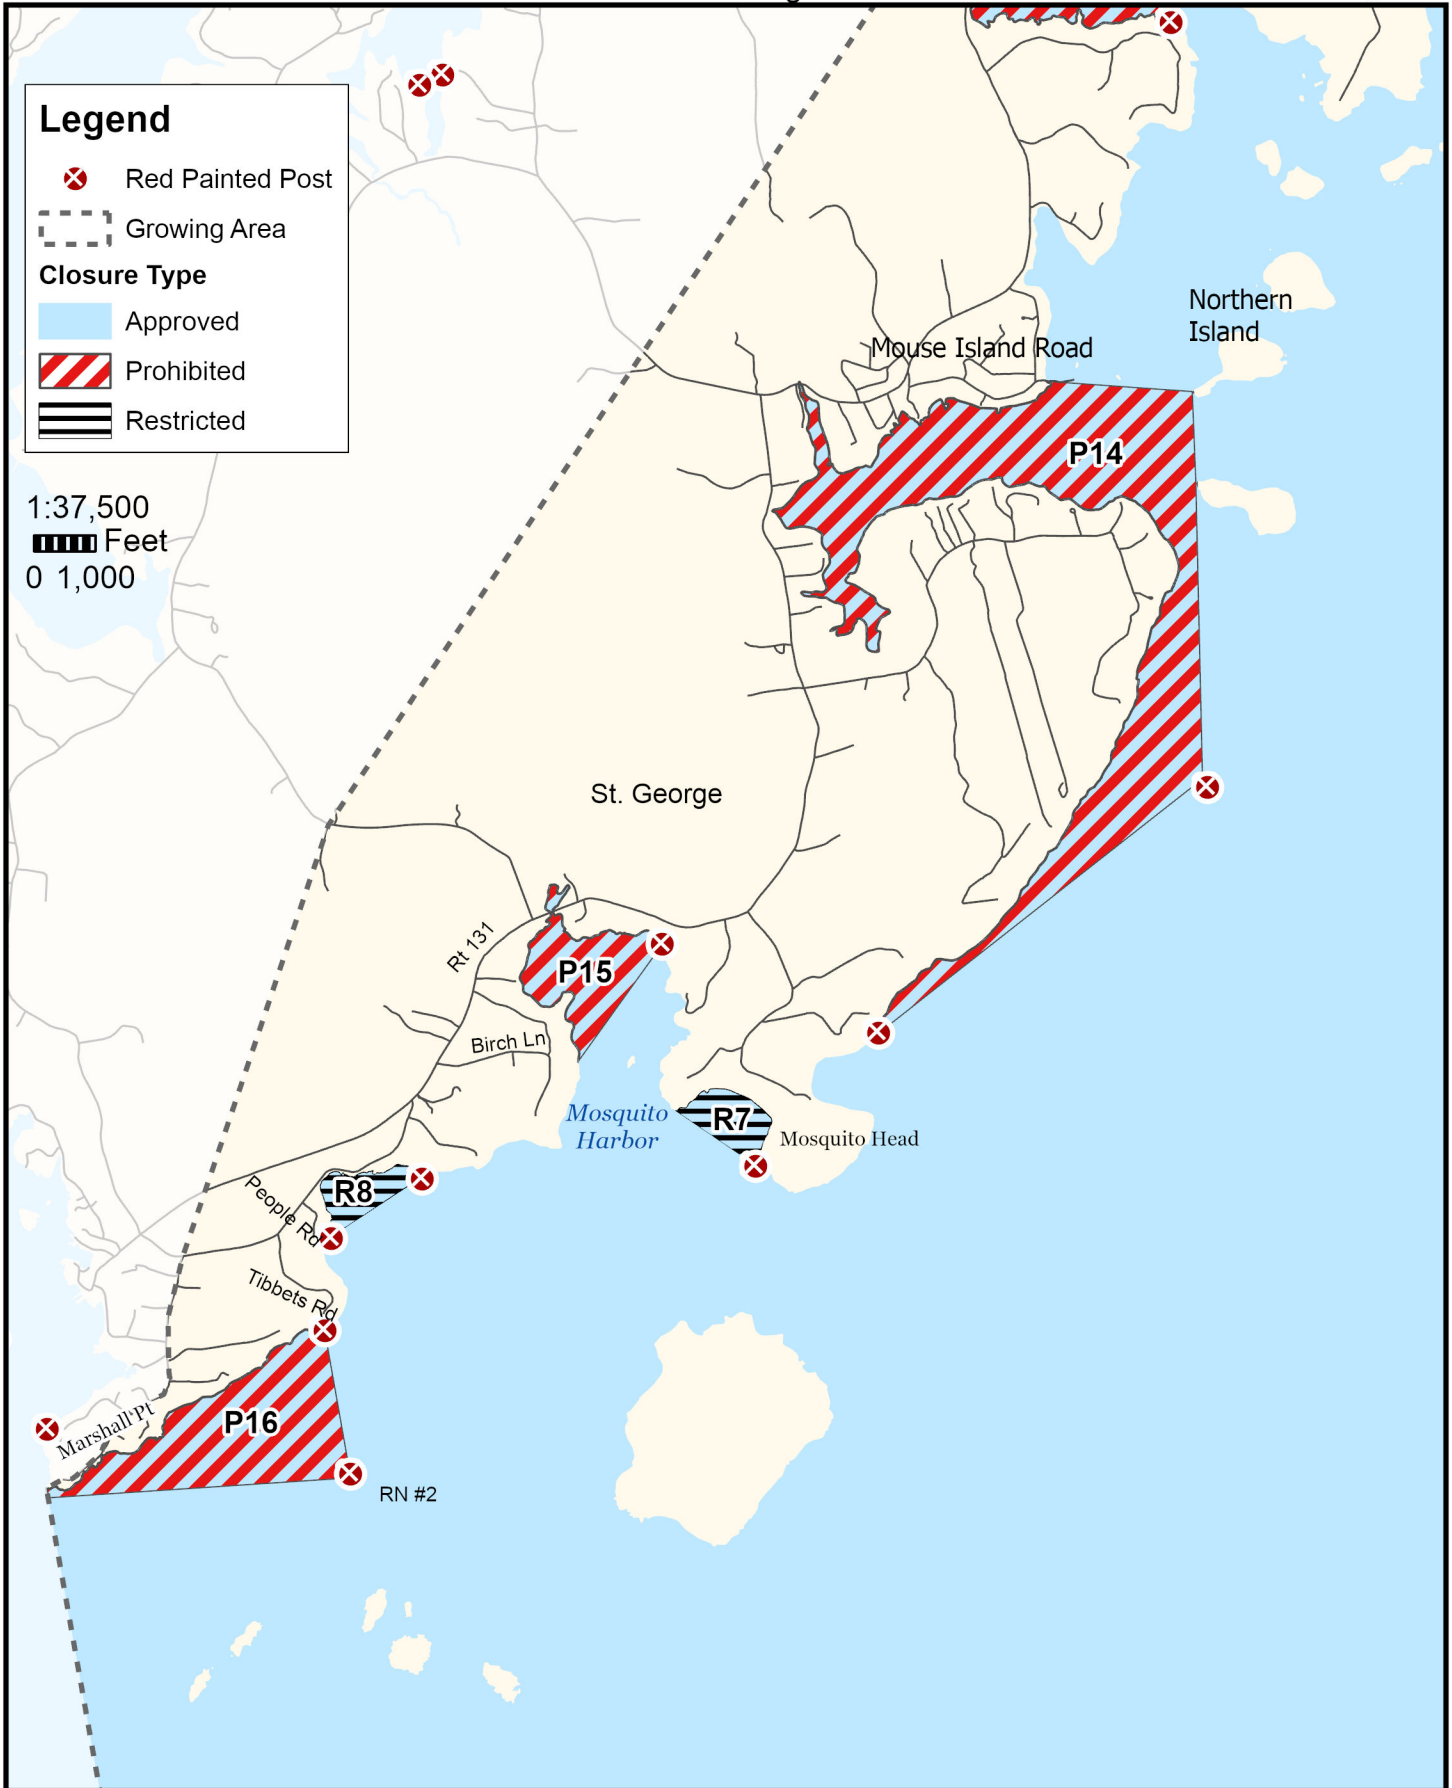 Legend
Red Painted Post
Growing Area
Closure Type
Approved
Prohibited
Restricted
1:37,500
Feet
0 1,000
Northern
Island
Mouse Island Road
P14
St. George
Rt 131
P15
Birch Ln
Mosquito
Harbor
R7
Mosquito Head
R8
People Rd
Tibbets Rd
Marshall Pt
P16
RN #2